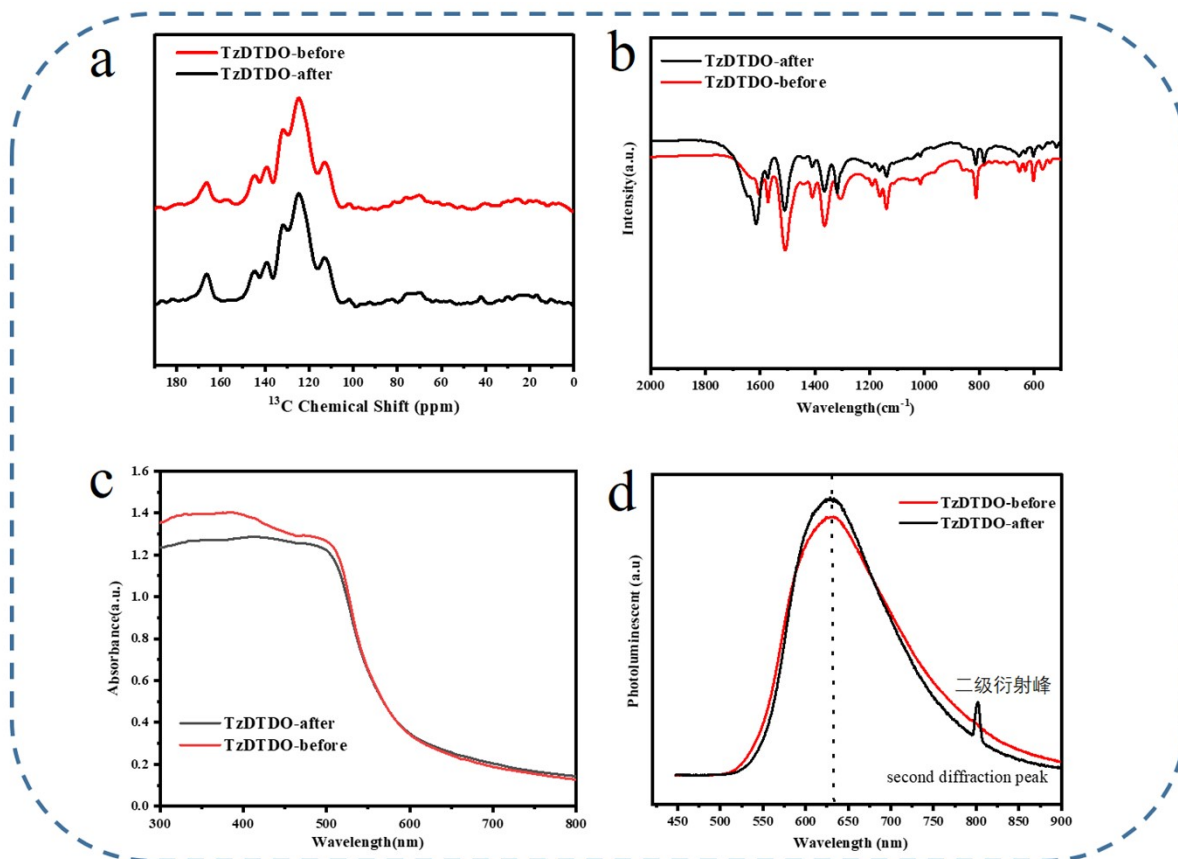 a
TzDTDO-before
TzDTDO-after
180 160 140 120 100 80 60 40 20 0
¹³C Chemical Shift (ppm)
b
TzDTDO-after
TzDTDO-before
Intensity(a.u.)
2000 1800 1600 1400 1200 1000 800 600
Wavelength(cm⁻¹)
c
1.6
1.4
1.2
1.0
0.8
0.6
0.4
0.2
0.0
Absorbance(a.u.)
TzDTDO-after
TzDTDO-before
300 400 500 600 700 800
Wavelength(nm)
d
TzDTDO-before
TzDTDO-after
Photoluminescent (a.u)
二级衍射峰
second diffraction peak
450 500 550 600 650 700 750 800 850 900
Wavelength (nm)